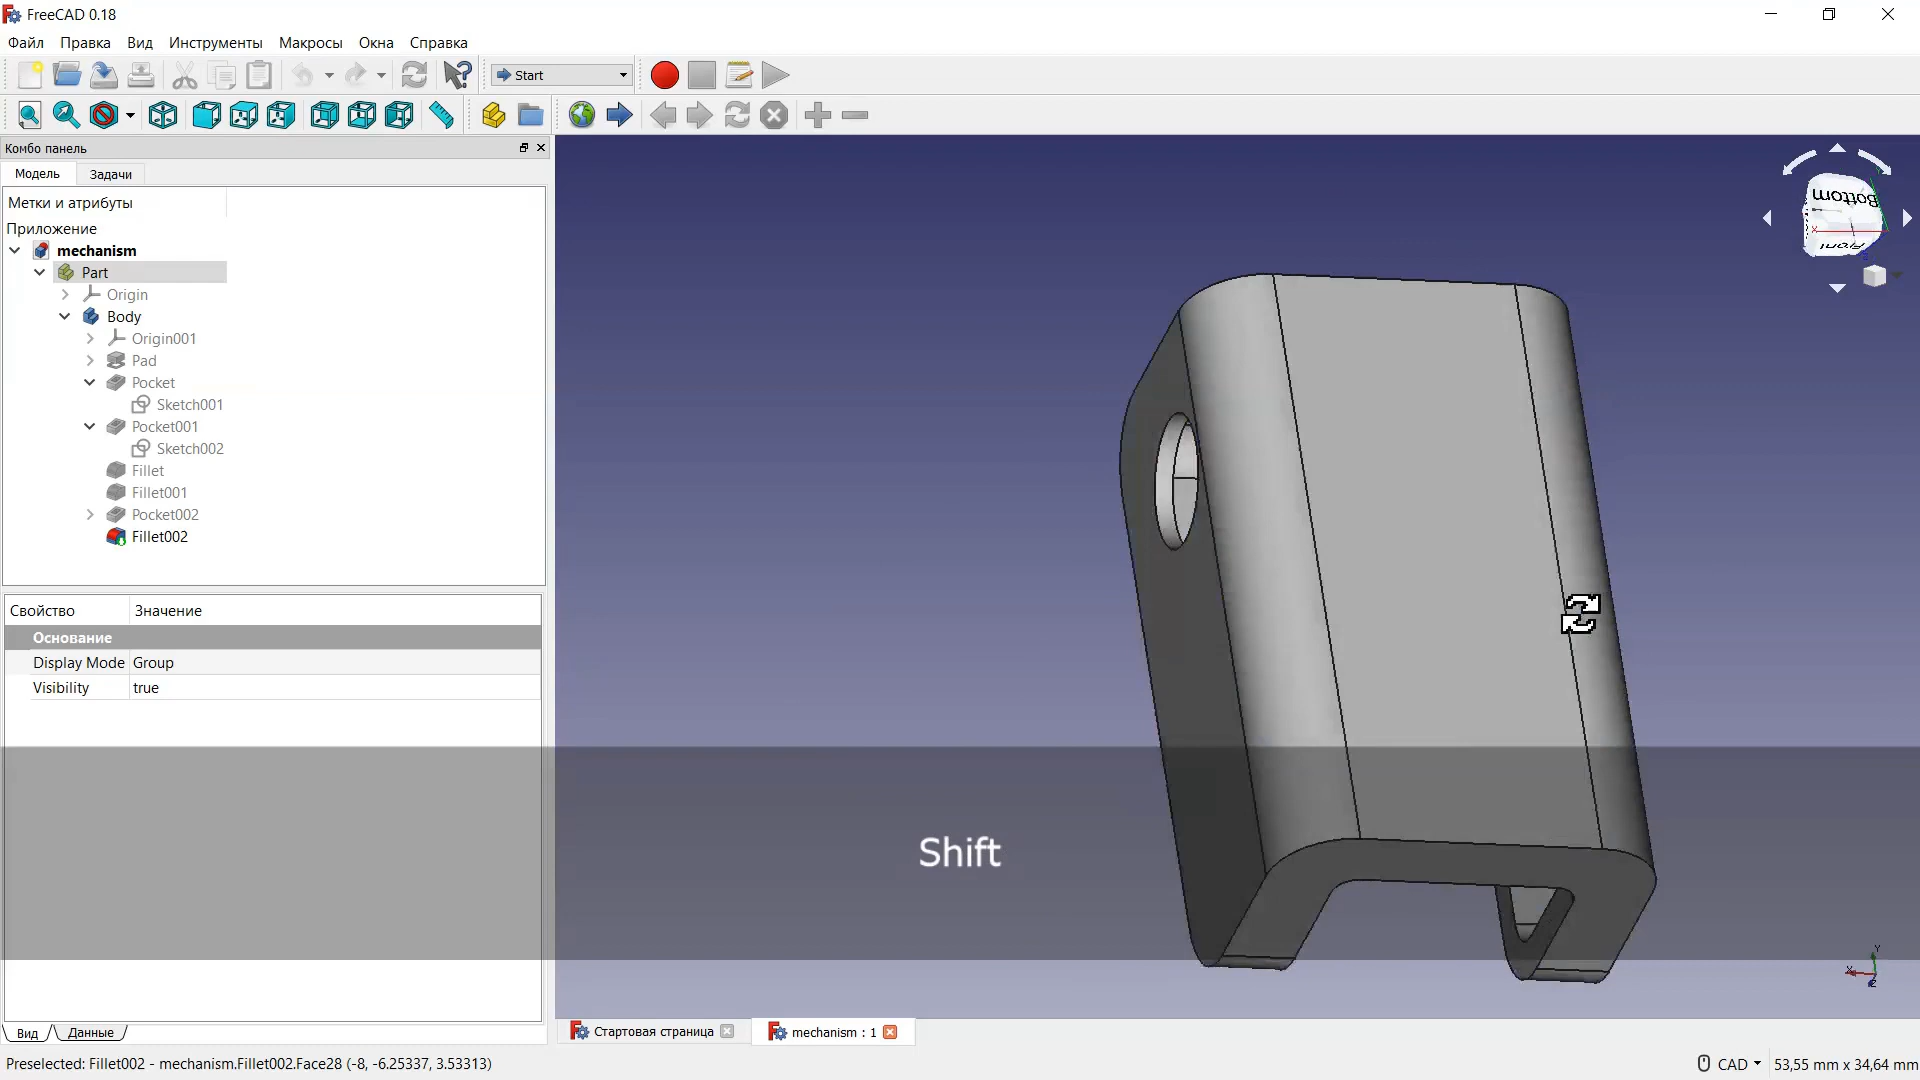 FreeCAD 0.18
Файл Правка Вид Инструменты Макросы Окна Справка
Start
Комбо панель
Модель Задачи
Метки и атрибуты
Приложение
mechanism
Part
Origin
Body
Origin001
Pad
Pocket
Sketch001
Pocket001
Sketch002
Fillet
Fillet001
Pocket002
Fillet002
Свойство Значение
Основание
Display Mode Group
Visibility true
Bottom
Front
Shift
X Y Z
Вид Данные
Стартовая страница mechanism : 1
Preselected: Fillet002 - mechanism.Fillet002.Face28 (-8, -6.25337, 3.53313)
CAD 53,55 mm x 34,64 mm